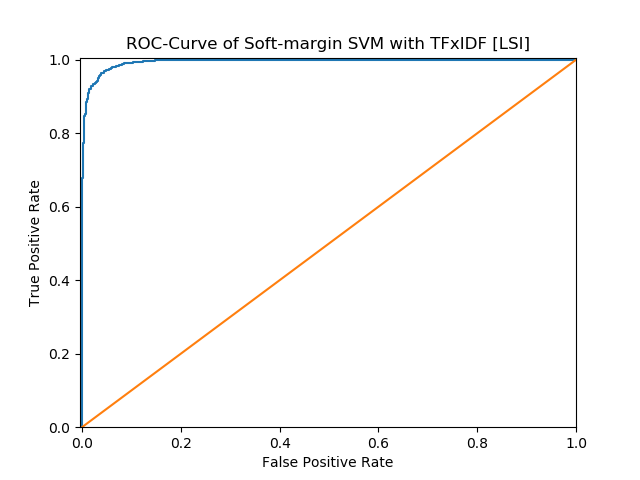 ROC-Curve of Soft-margin SVM with TFxIDF [LSI]
True Positive Rate
1.0
0.8
0.6
0.4
0.2
0.0
0.0 0.2 0.4 0.6 0.8 1.0
False Positive Rate